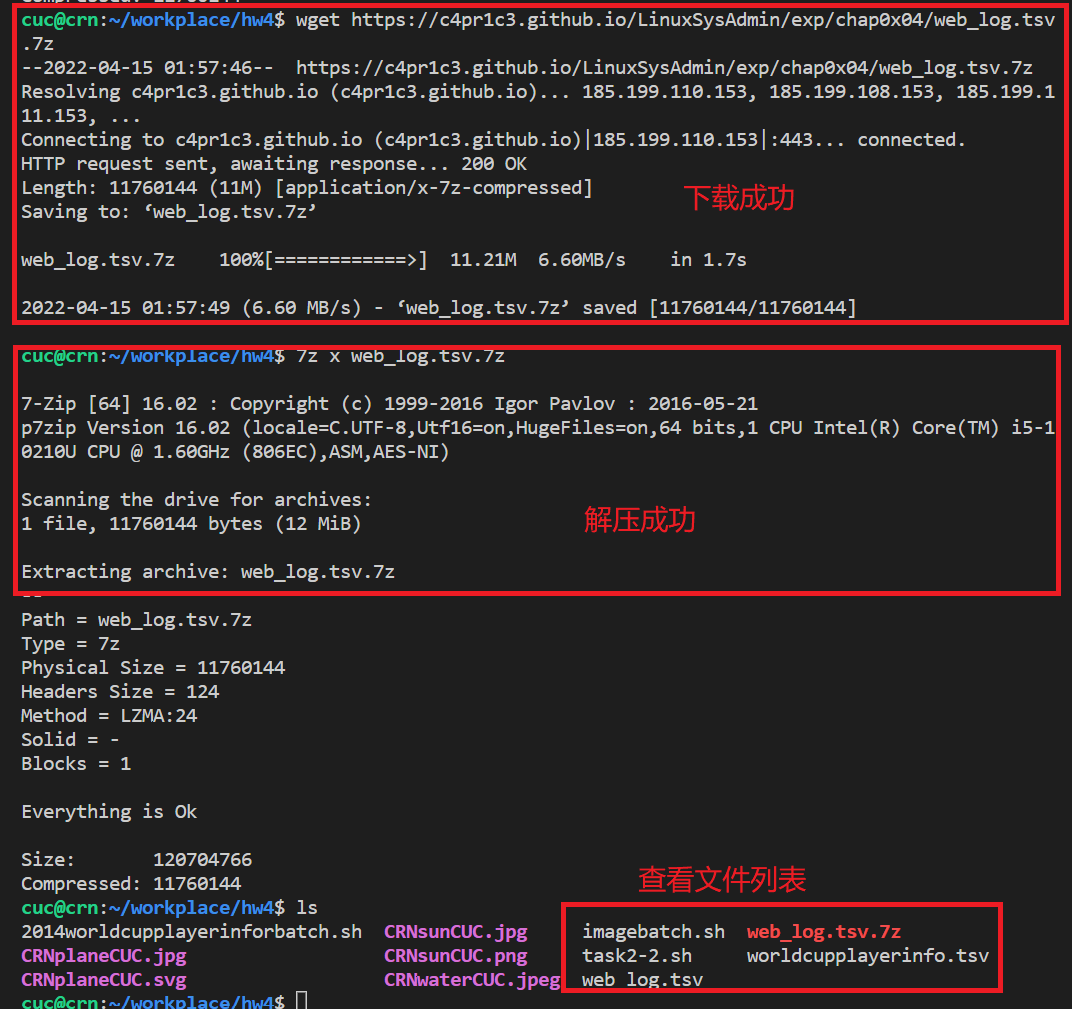 cuc@crn:~/workplace/hw4$ wget https://c4pr1c3.github.io/LinuxSysAdmin/exp/chap0x04/web_log.tsv
.7z
--2022-04-15 01:57:46--  https://c4pr1c3.github.io/LinuxSysAdmin/exp/chap0x04/web_log.tsv.7z
Resolving c4pr1c3.github.io (c4pr1c3.github.io)... 185.199.110.153, 185.199.108.153, 185.199.1
11.153, ...
Connecting to c4pr1c3.github.io (c4pr1c3.github.io)|185.199.110.153|:443... connected.
HTTP request sent, awaiting response... 200 OK
Length: 11760144 (11M) [application/x-7z-compressed]
下载成功
Saving to: ‘web_log.tsv.7z’
web_log.tsv.7z    100%[============>]  11.21M  6.60MB/s    in 1.7s
2022-04-15 01:57:49 (6.60 MB/s) - ‘web_log.tsv.7z’ saved [11760144/11760144]
cuc@crn:~/workplace/hw4$ 7z x web_log.tsv.7z
7-Zip [64] 16.02 : Copyright (c) 1999-2016 Igor Pavlov : 2016-05-21
p7zip Version 16.02 (locale=C.UTF-8,Utf16=on,HugeFiles=on,64 bits,1 CPU Intel(R) Core(TM) i5-1
0210U CPU @ 1.60GHz (806EC),ASM,AES-NI)
Scanning the drive for archives:
1 file, 11760144 bytes (12 MiB)
解压成功
Extracting archive: web_log.tsv.7z
--
Path = web_log.tsv.7z
Type = 7z
Physical Size = 11760144
Headers Size = 124
Method = LZMA:24
Solid = -
Blocks = 1
Everything is Ok
Size:       120704766
Compressed: 11760144
查看文件列表
cuc@crn:~/workplace/hw4$ ls
2014worldcupplayerinforbatch.sh  CRNsunCUC.jpg     imagebatch.sh  web_log.tsv.7z
CRNplaneCUC.jpg                  CRNsunCUC.png     task2-2.sh     worldcupplayerinfo.tsv
CRNplaneCUC.svg                  CRNwaterCUC.jpeg  web_log.tsv
cuc@crn:~/workplace/hw4$